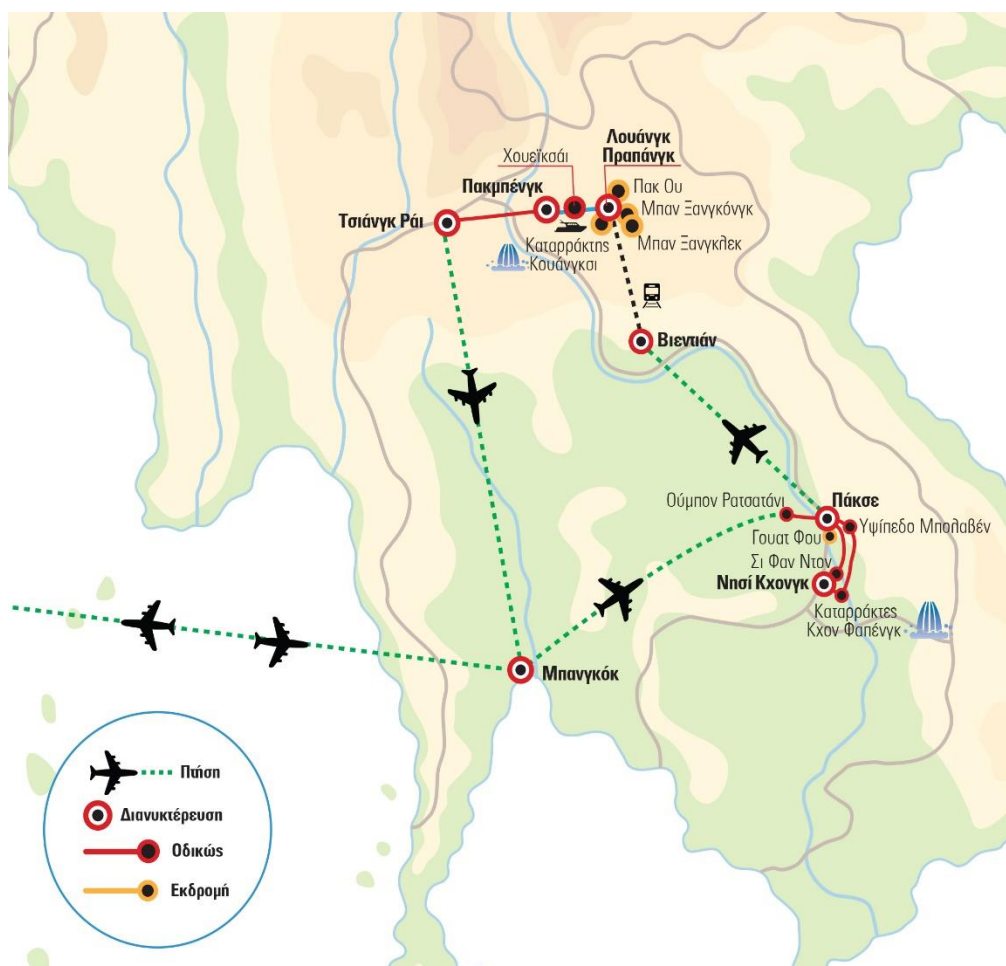 Λουάνγκ
Πραπάνγκ
Χουεϊκσάι
Πακμπένγκ
Πακ Ου
Μπαν Ξανγκόνγκ
Τσιάνγκ Ράι
Καταρράκτης
Κουάνγκσι
Μπαν Ξανγκλεκ
Βιεντιάν
Ούμπον Ρατσατάνι
Πάκσε
Υψίπεδο Μπολαβέν
Γουατ Φου
Σι Φαν Ντον
Νησί Κχονγκ
Καταρράκτες
Κχον Φαπένγκ
Μπανγκόκ
Πτήση
Διανυκτέρευση
Οδικώς
Εκδρομή